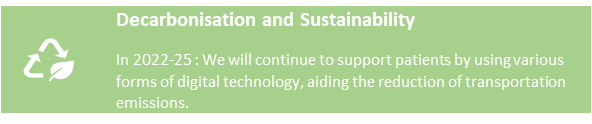 Decarbonisation and Sustainability
In 2022-25 : We will continue to support patients by using various
forms of digital technology, aiding the reduction of transportation
emissions.